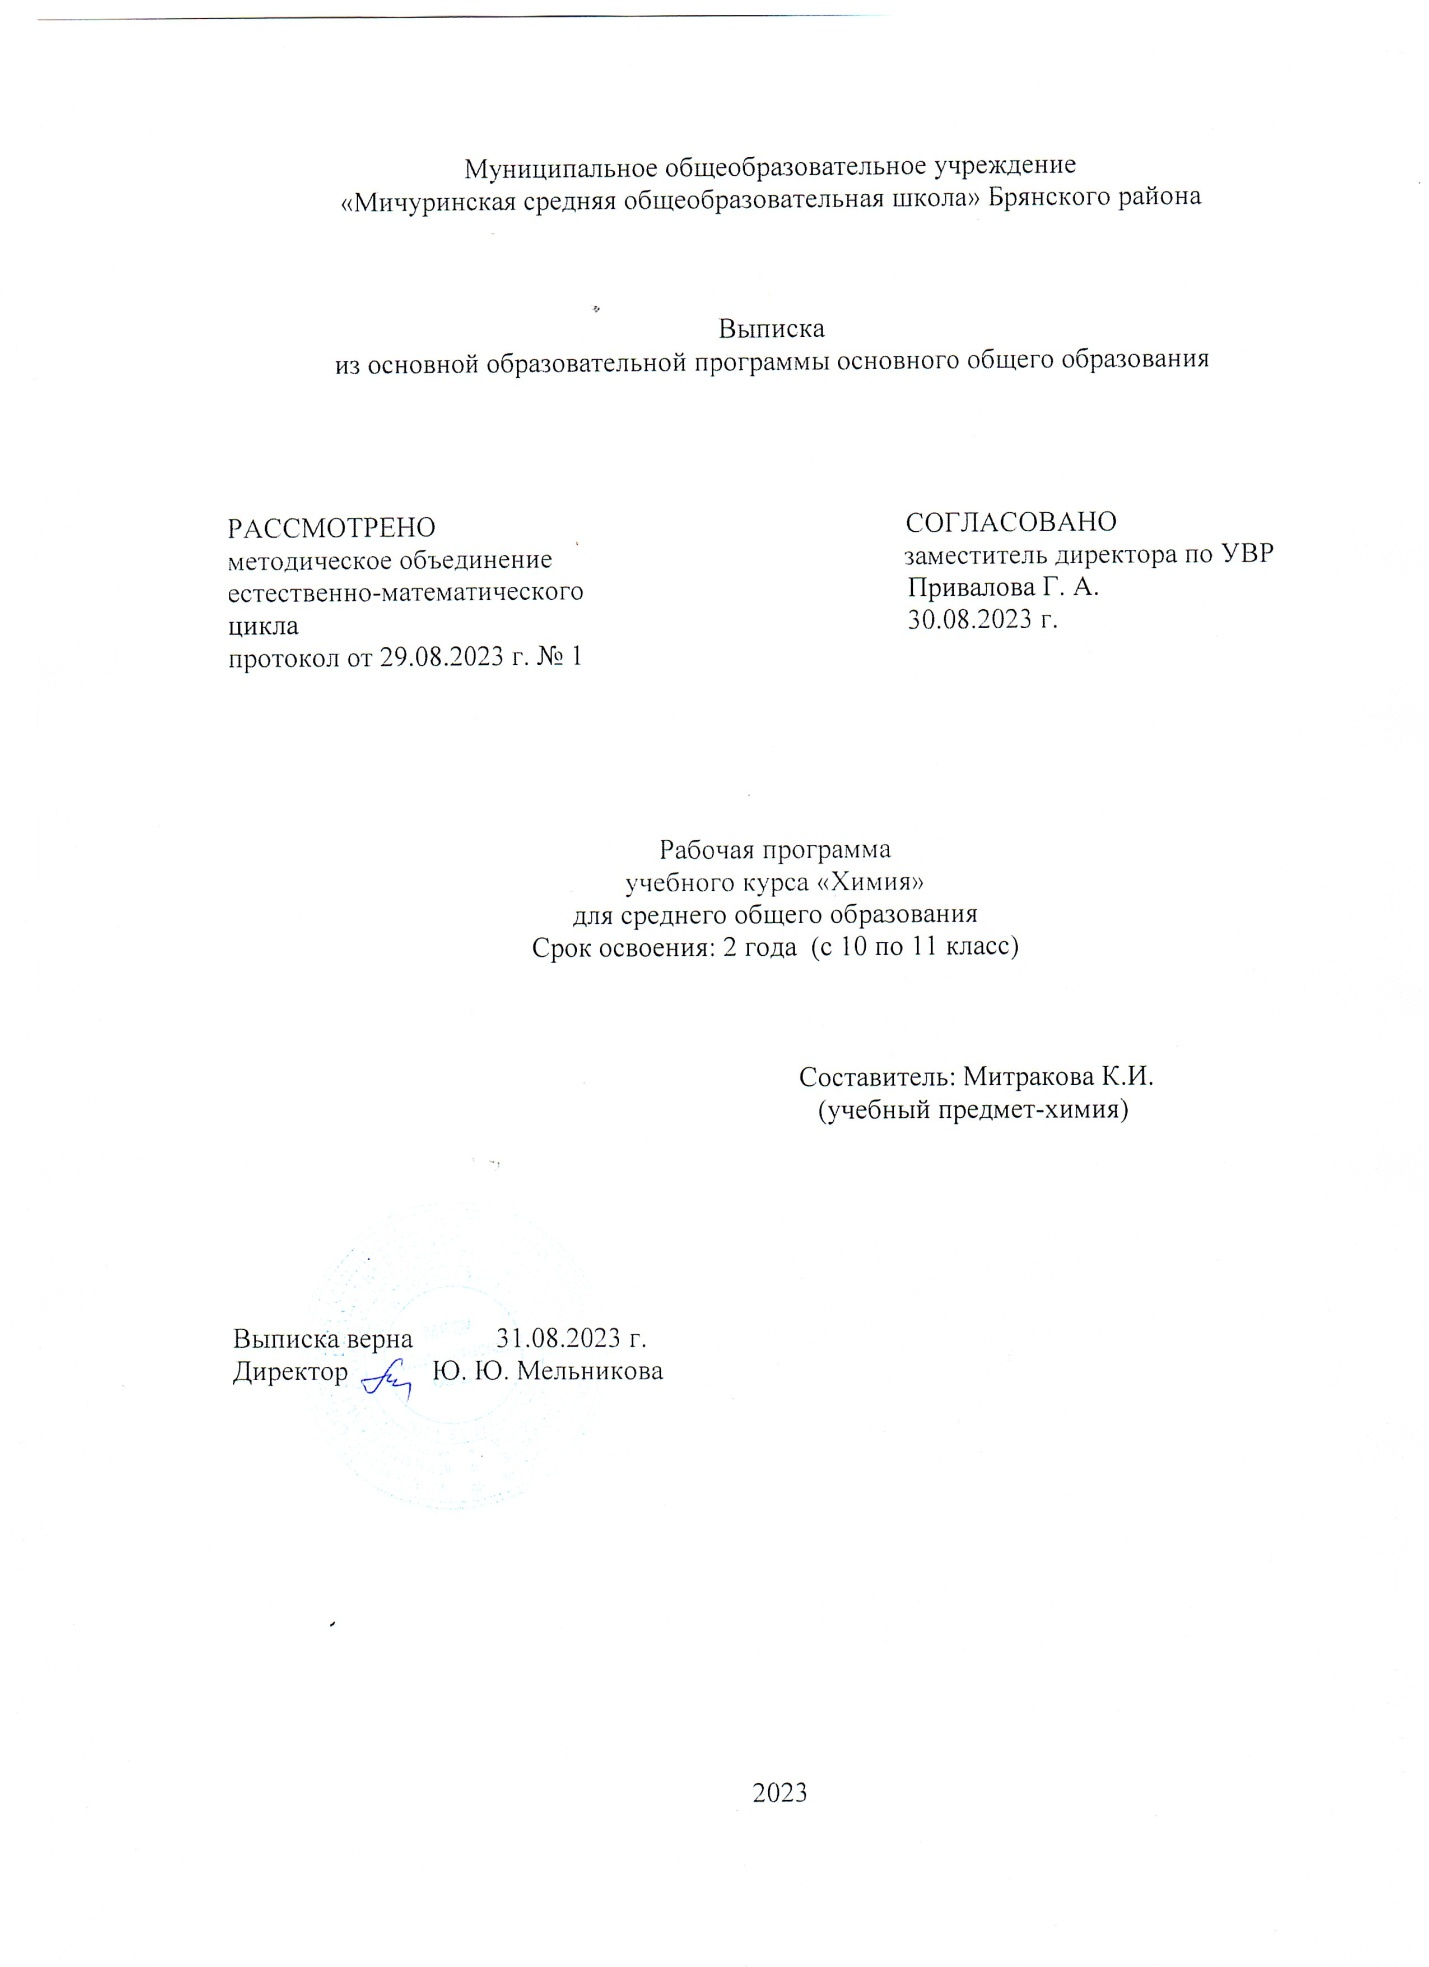 Муниципальное общеобразовательное учреждение
«Мичуринская средняя общеобразовательная школа» Брянского района
Выписка
из основной образовательной программы основного общего образования
РАССМОТРЕНО
методическое объединение
естественно-математического
цикла
протокол от 29.08.2023 г. № 1
СОГЛАСОВАНО
заместитель директора по УВР
Привалова Г. А.
30.08.2023 г.
Рабочая программа
учебного курса «Химия»
для среднего общего образования
Срок освоения: 2 года (с 10 по 11 класс)
Составитель: Митракова К.И.
(учебный предмет-химия)
Выписка верна 31.08.2023 г.
Директор Ю. Ю. Мельникова
2023